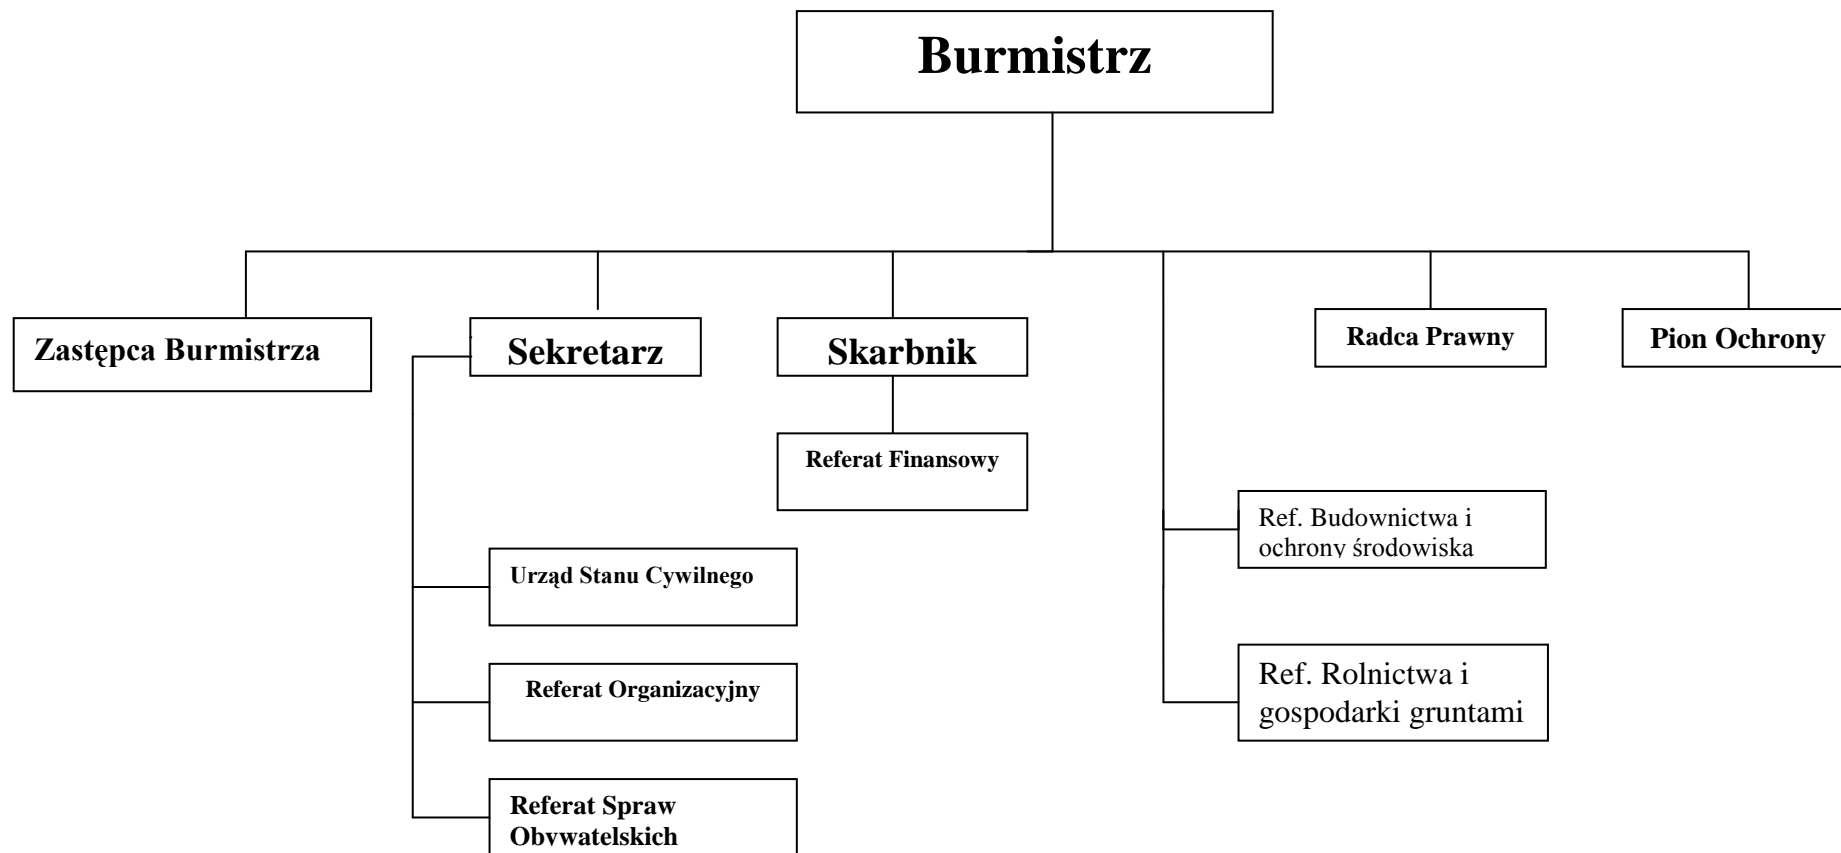 Burmistrz
Zastępca Burmistrza
Sekretarz
Skarbnik
Radca Prawny
Pion Ochrony
Referat Finansowy
Ref. Budownictwa i
ochrony środowiska
Urząd Stanu Cywilnego
Ref. Rolnictwa i
gospodarki gruntami
Referat Organizacyjny
Referat Spraw
Obywatelskich